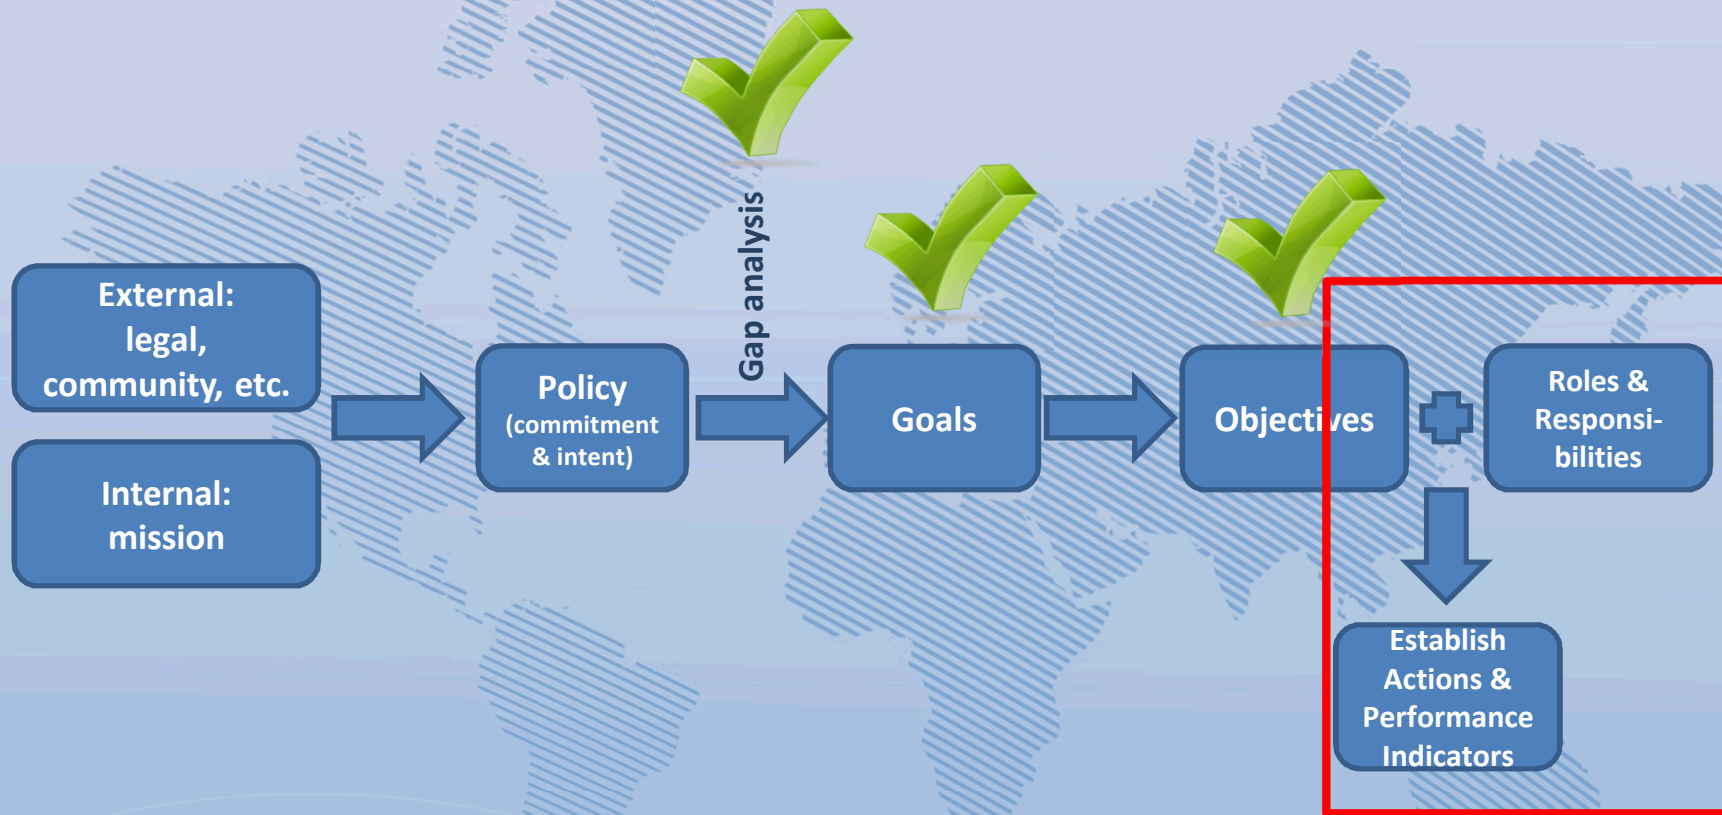 External:
legal,
community, etc.
Internal:
mission
Policy
(commitment
& intent)
Gap analysis
Goals
Objectives
Roles &
Responsi-
bilities
Establish
Actions &
Performance
Indicators